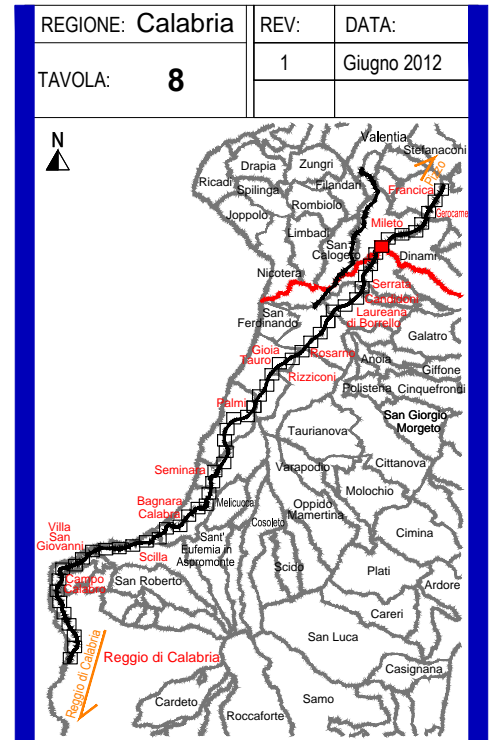 REGIONE: Calabria
REV:
DATA:
TAVOLA: 8
1
Giugno 2012
N
Valentia
Stefanaconi
Drapia
Zungri
Pizzo
Ricadi
Spilinga
Filandari
Francica
Joppolo
Rombiolo
Gerocarne
Limbadi
Mileto
San
Calogero
Dinami
Nicotera
Serrata
Candidoni
San
Ferdinando
Laureana
di Borrello
Galatro
Gioia
Tauro
Rosarno
Anoia
Giffone
Rizziconi
Polistena
Cinquefrondi
Palmi
San Giorgio
Morgeto
Taurianova
Seminara
Varapodio
Cittanova
Molochio
Bagnara
Calabra
Melicuccà
Oppido
Mamertina
Cosoleto
Villa
San
Giovanni
Sant'
Eufemia in
Aspromonte
Cimina
Scilla
Scido
Plati
Campo
Calabro
San Roberto
Ardore
Careri
San Luca
Reggio di Calabria
Reggio di Calabria
Casignana
Cardeto
Samo
Roccaforte